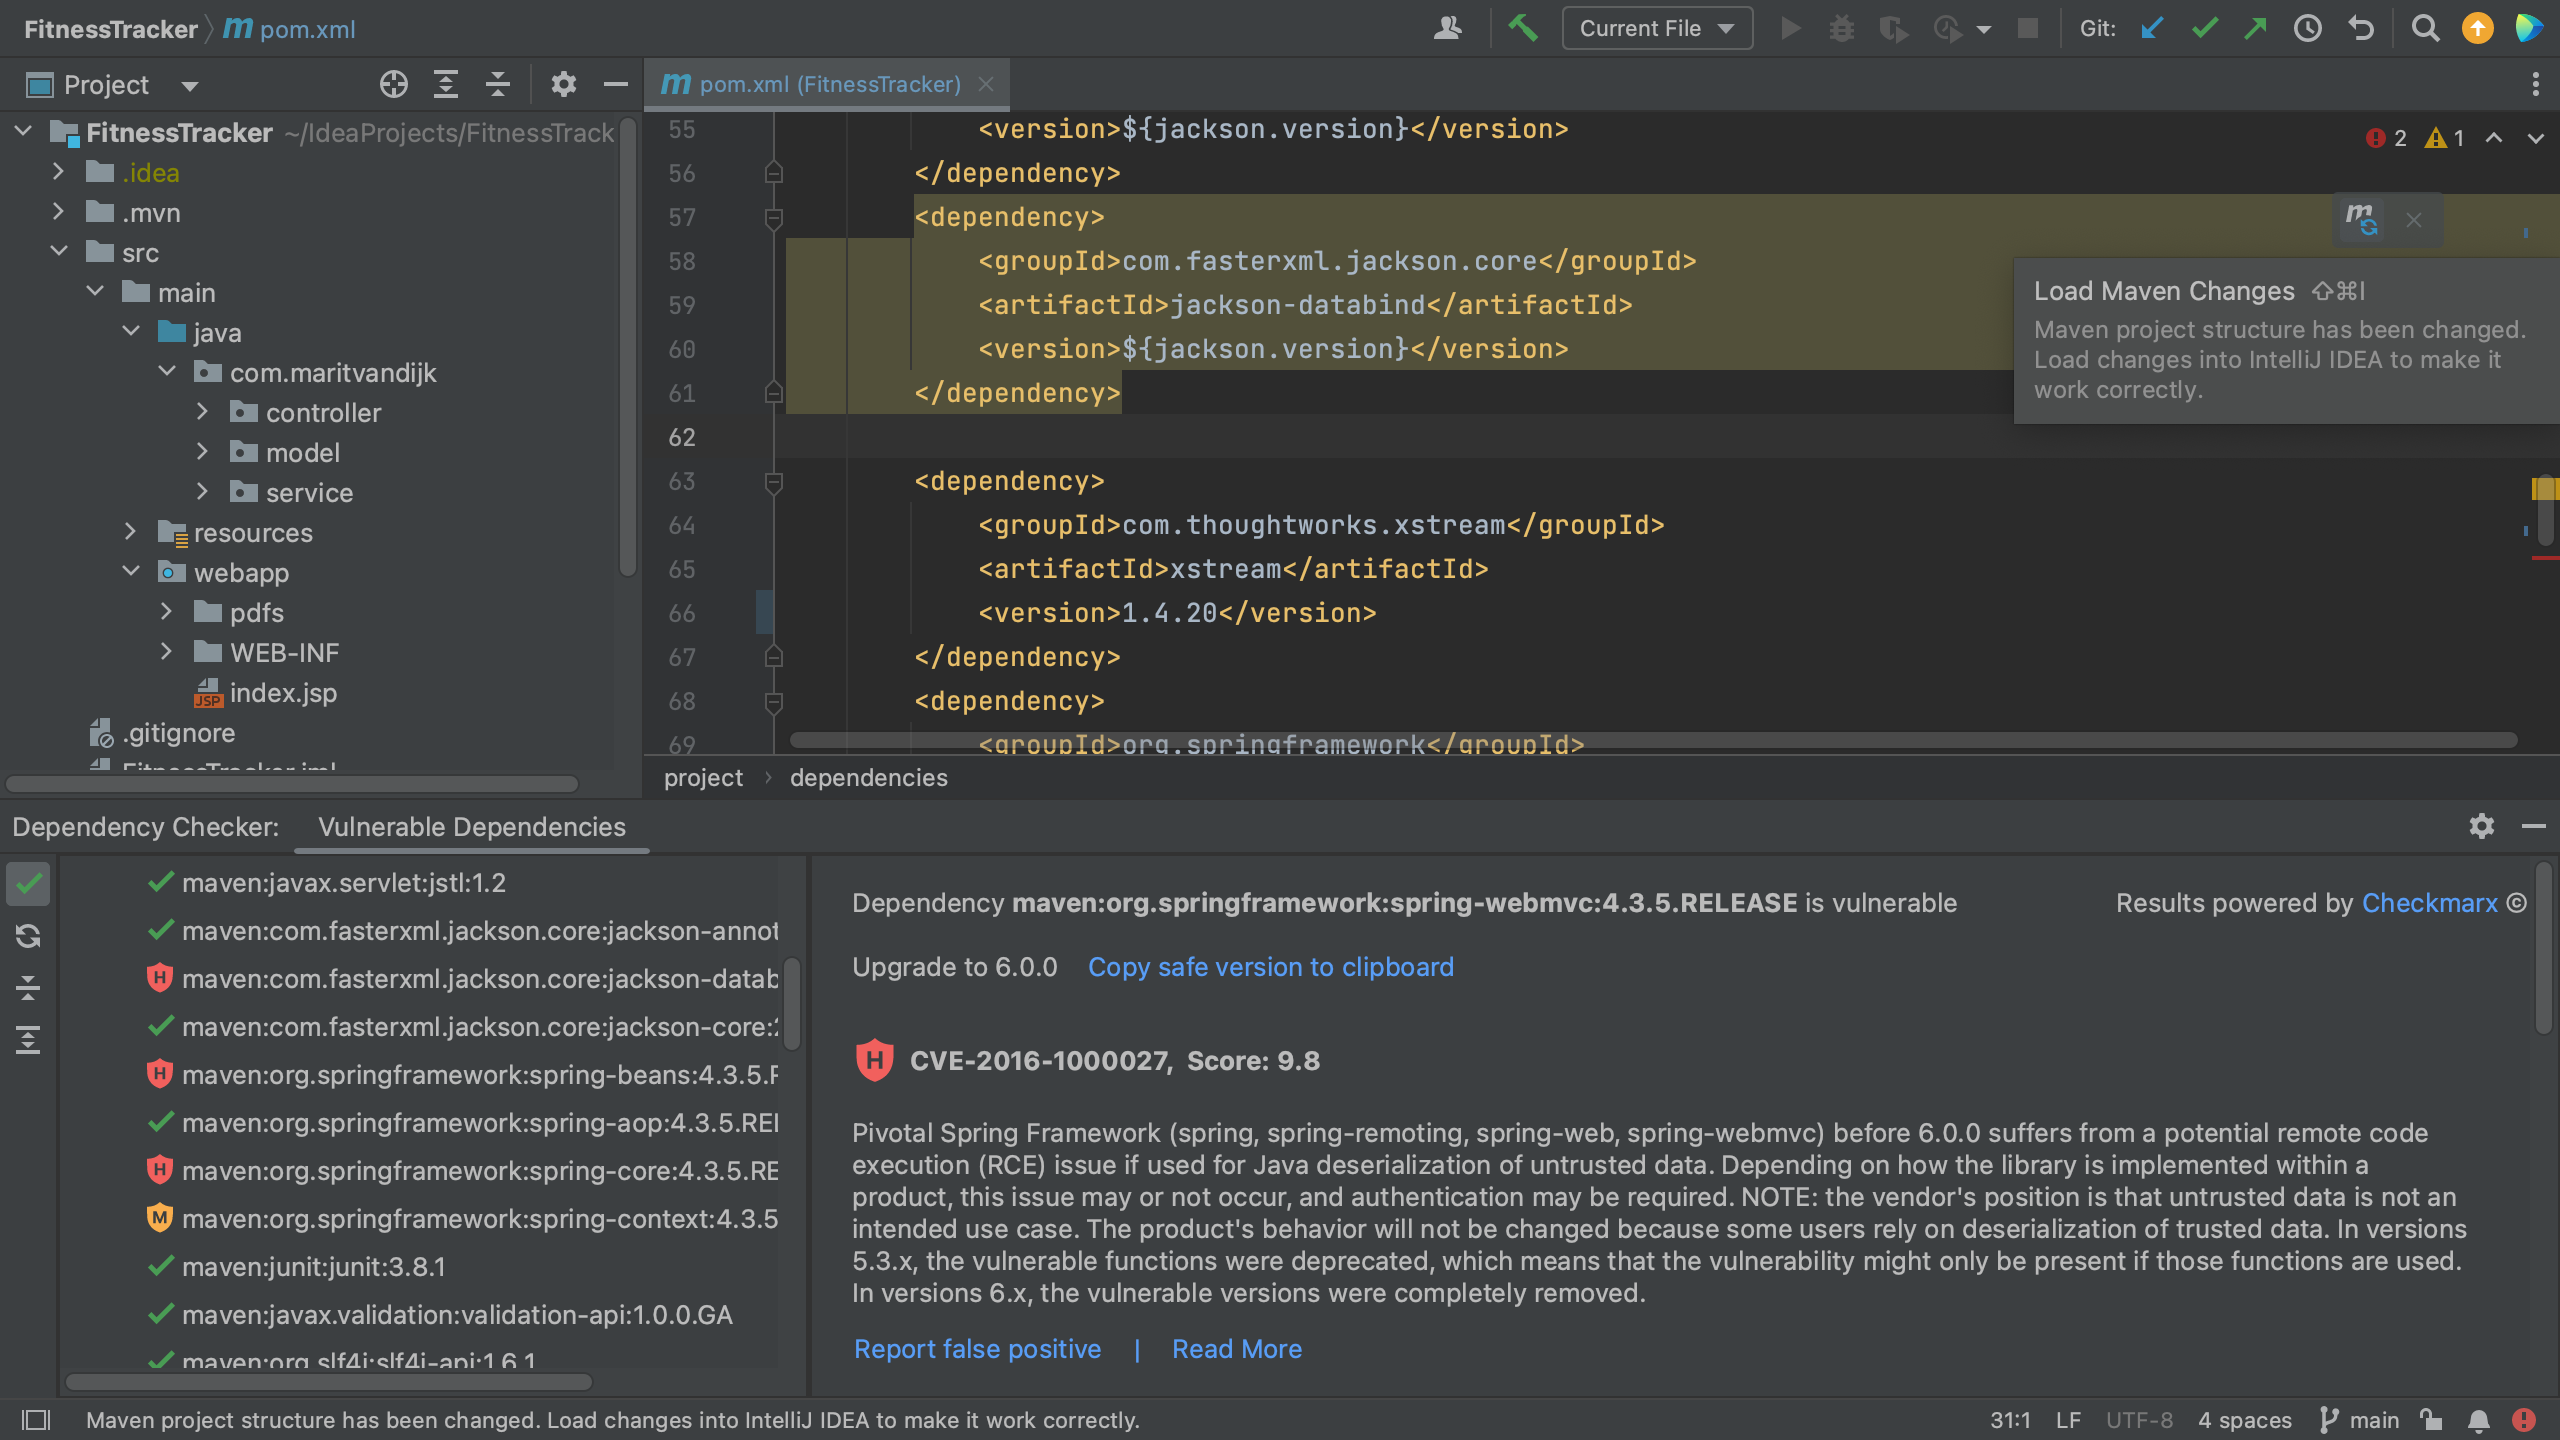 FitnessTracker m pom.xml
Current File Git:
Project
m pom.xml (FitnessTracker)
FitnessTracker ~/IdeaProjects/FitnessTrack
.idea
.mvn
src
main
java
com.maritvandijk
controller
model
service
resources
webapp
pdfs
WEB-INF
JSP index.jsp
.gitignore
FitnessTracker.iml
55 <version>${jackson.version}</version>
56 </dependency>
57 <dependency>
58 <groupId>com.fasterxml.jackson.core</groupId>
59 <artifactId>jackson-databind</artifactId>
60 <version>${jackson.version}</version>
61 </dependency>
62
63 <dependency>
64 <groupId>com.thoughtworks.xstream</groupId>
65 <artifactId>xstream</artifactId>
66 <version>1.4.20</version>
67 </dependency>
68 <dependency>
69 <groupId>org.springframework</groupId>
2 1
m
Load Maven Changes ⇧⌘I
Maven project structure has been changed.
Load changes into IntelliJ IDEA to make it
work correctly.
project › dependencies
Dependency Checker: Vulnerable Dependencies
maven:javax.servlet:jstl:1.2
maven:com.fasterxml.jackson.core:jackson-annot
H maven:com.fasterxml.jackson.core:jackson-datab
maven:com.fasterxml.jackson.core:jackson-core:2
H maven:org.springframework:spring-beans:4.3.5.R
maven:org.springframework:spring-aop:4.3.5.REL
H maven:org.springframework:spring-core:4.3.5.RE
M maven:org.springframework:spring-context:4.3.5
maven:junit:junit:3.8.1
maven:javax.validation:validation-api:1.0.0.GA
maven:org.slf4j:slf4j-api:1.6.1
Dependency maven:org.springframework:spring-webmvc:4.3.5.RELEASE is vulnerable
Results powered by Checkmarx ©
Upgrade to 6.0.0 Copy safe version to clipboard
H CVE-2016-1000027, Score: 9.8
Pivotal Spring Framework (spring, spring-remoting, spring-web, spring-webmvc) before 6.0.0 suffers from a potential remote code
execution (RCE) issue if used for Java deserialization of untrusted data. Depending on how the library is implemented within a
product, this issue may or not occur, and authentication may be required. NOTE: the vendor's position is that untrusted data is not an
intended use case. The product's behavior will not be changed because some users rely on deserialization of trusted data. In versions
5.3.x, the vulnerable functions were deprecated, which means that the vulnerability might only be present if those functions are used.
In versions 6.x, the vulnerable versions were completely removed.
Report false positive | Read More
Maven project structure has been changed. Load changes into IntelliJ IDEA to make it work correctly.
31:1 LF UTF-8 4 spaces main